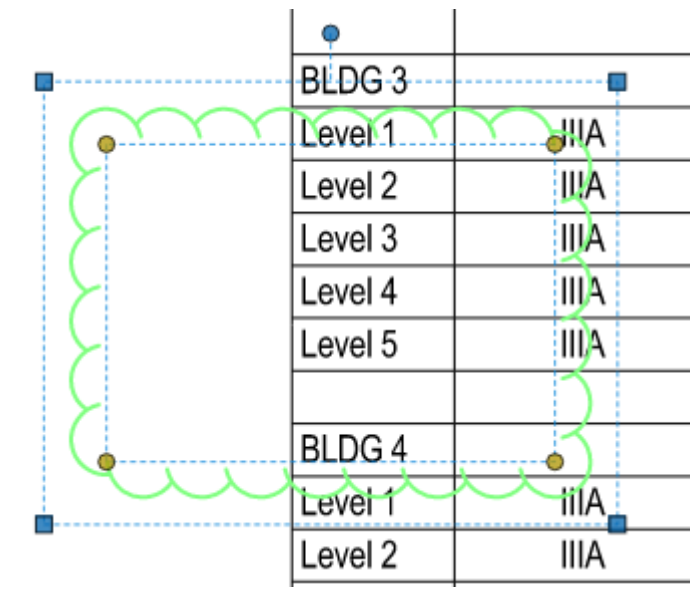 BLDG 3
Level 1 IIIA
Level 2 IIIA
Level 3 IIIA
Level 4 IIIA
Level 5 IIIA
BLDG 4
Level 1 IIIA
Level 2 IIIA